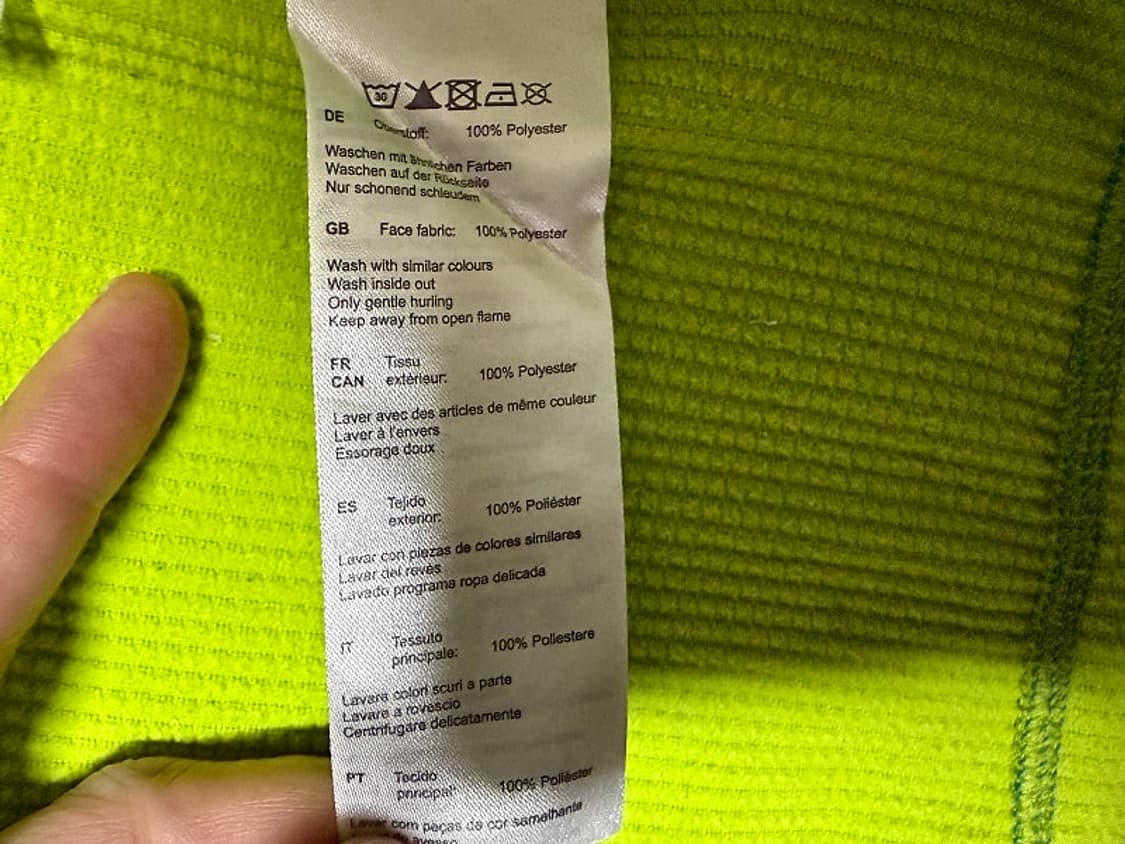 30
DE Oberstoff: 100% Polyester
Waschen mit ähnlichen Farben
Waschen auf der Rückseite
Nur schonend schleudern
GB Face fabric: 100% Polyester
Wash with similar colours
Wash inside out
Only gentle hurling
Keep away from open flame
FR Tissu
CAN extérieur: 100% Polyester
Laver avec des articles de même couleur
Laver à l'envers
Essorage doux
ES Tejido
exterior: 100% Poliéster
Lavar con piezas de colores similares
Lavar del revés
Lavado programa ropa delicada
IT Tessuto
principale: 100% Poliestere
Lavare colori scuri a parte
Lavare a rovescio
Centrifugare delicatamente
PT Tecido
principal: 100% Poliéster
Lavar com peças de cor semelhante